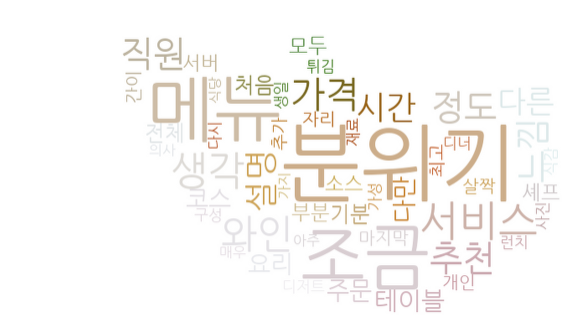 모두
직원
서버
튀김
간이
메뉴
식당
처음
생일
가격
시간
정도
다른
전체
의사
다시
추가
자리
재료
분위기
최고
디너
느낌
식감
생각
설명
가지
소스
가성
다만
살짝
셰프
사진
코스
구성
부분
기분
서비스
런치
와인
매우
요리
아주
조금
마지막
추천
개인
디저트
주문
테이블